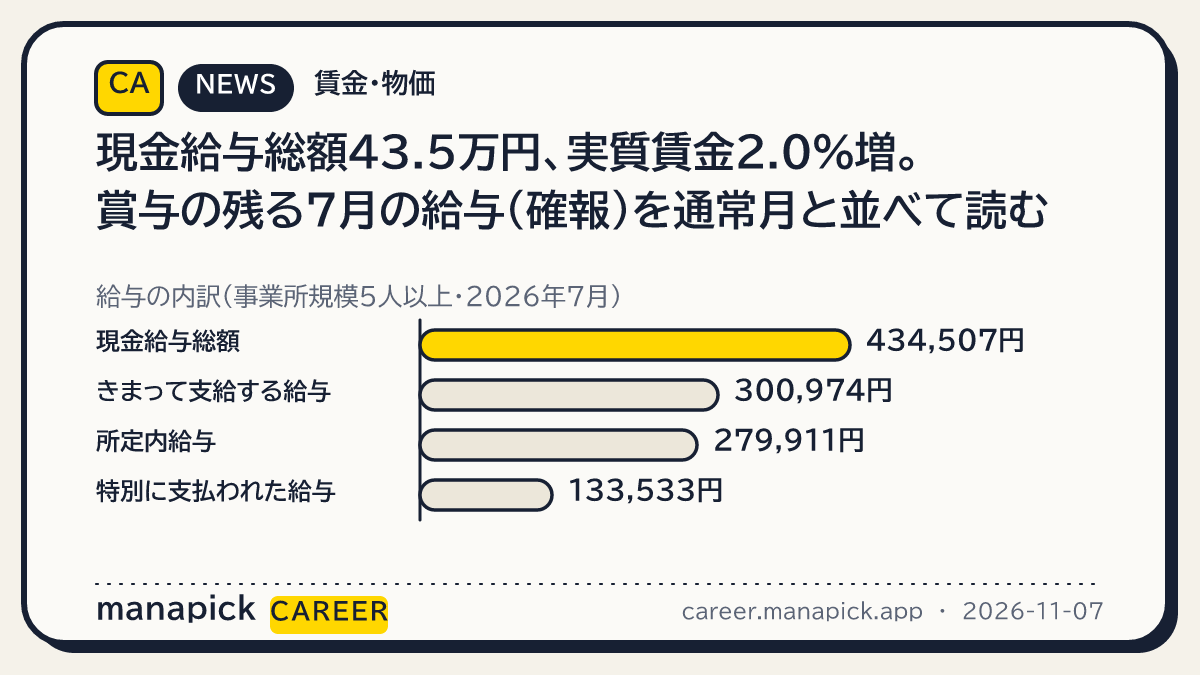 CA NEWS 賃金・物価
現金給与総額43.5万円、実質賃金2.0%増。
賞与の残る7月の給与(確報)を通常月と並べて読む
給与の内訳(事業所規模5人以上・2026年7月)
現金給与総額 434,507円
きまって支給する給与 300,974円
所定内給与 279,911円
特別に支払われた給与 133,533円
manapick CAREER career.manapick.app ・ 2026-11-07